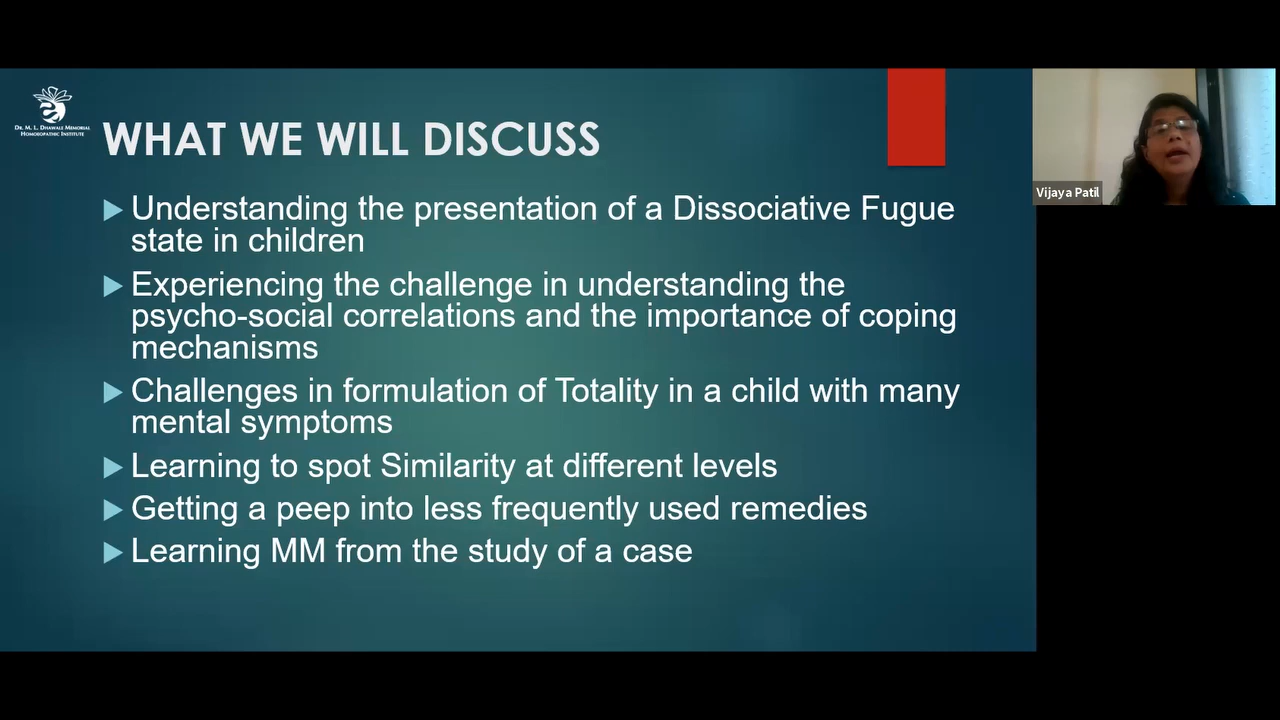 DR. M. L. DHAWALE MEMORIAL
HOMOEOPATHIC INSTITUTE
WHAT WE WILL DISCUSS
Understanding the presentation of a Dissociative Fugue
state in children
Experiencing the challenge in understanding the
psycho-social correlations and the importance of coping
mechanisms
Challenges in formulation of Totality in a child with many
mental symptoms
Learning to spot Similarity at different levels
Getting a peep into less frequently used remedies
Learning MM from the study of a case
Vijaya Patil